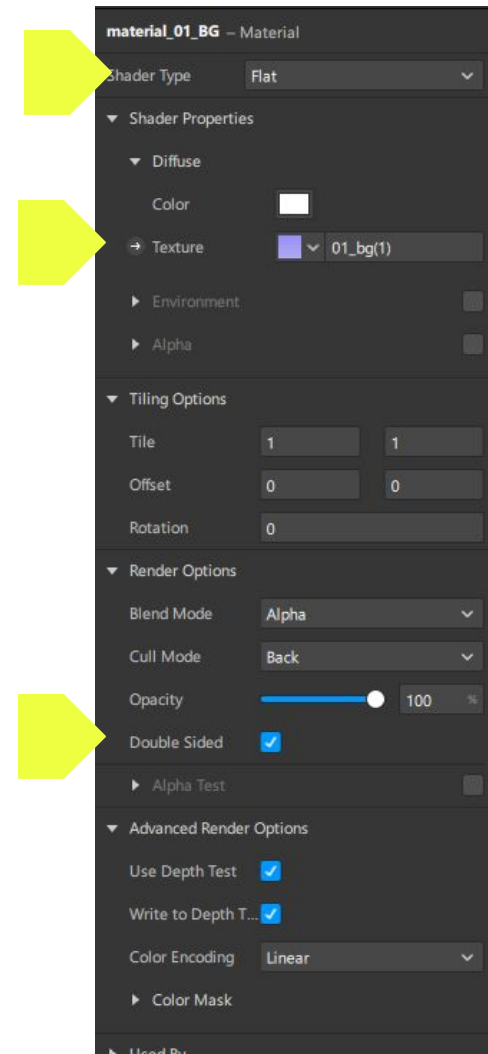 material_01_BG – Material
Shader Type Flat
Shader Properties
Diffuse
Color
Texture 01_bg(1)
Environment
Alpha
Tiling Options
Tile 1 1
Offset 0 0
Rotation 0
Render Options
Blend Mode Alpha
Cull Mode Back
Opacity 100 %
Double Sided
Alpha Test
Advanced Render Options
Use Depth Test
Write to Depth T...
Color Encoding Linear
Color Mask
Used By